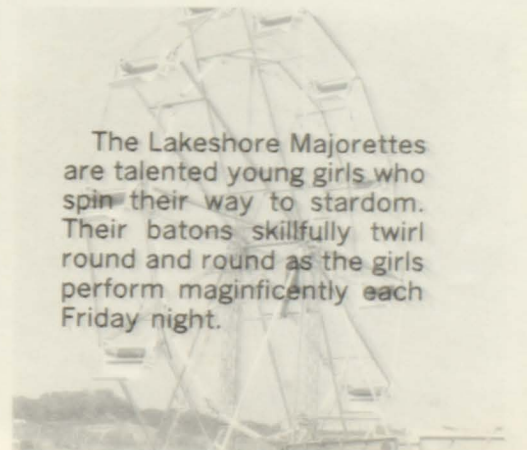 The Lakeshore Majorettes
are talented young girls who
spin their way to stardom.
Their batons skillfully twirl
round and round as the girls
perform maginficently each
Friday night.